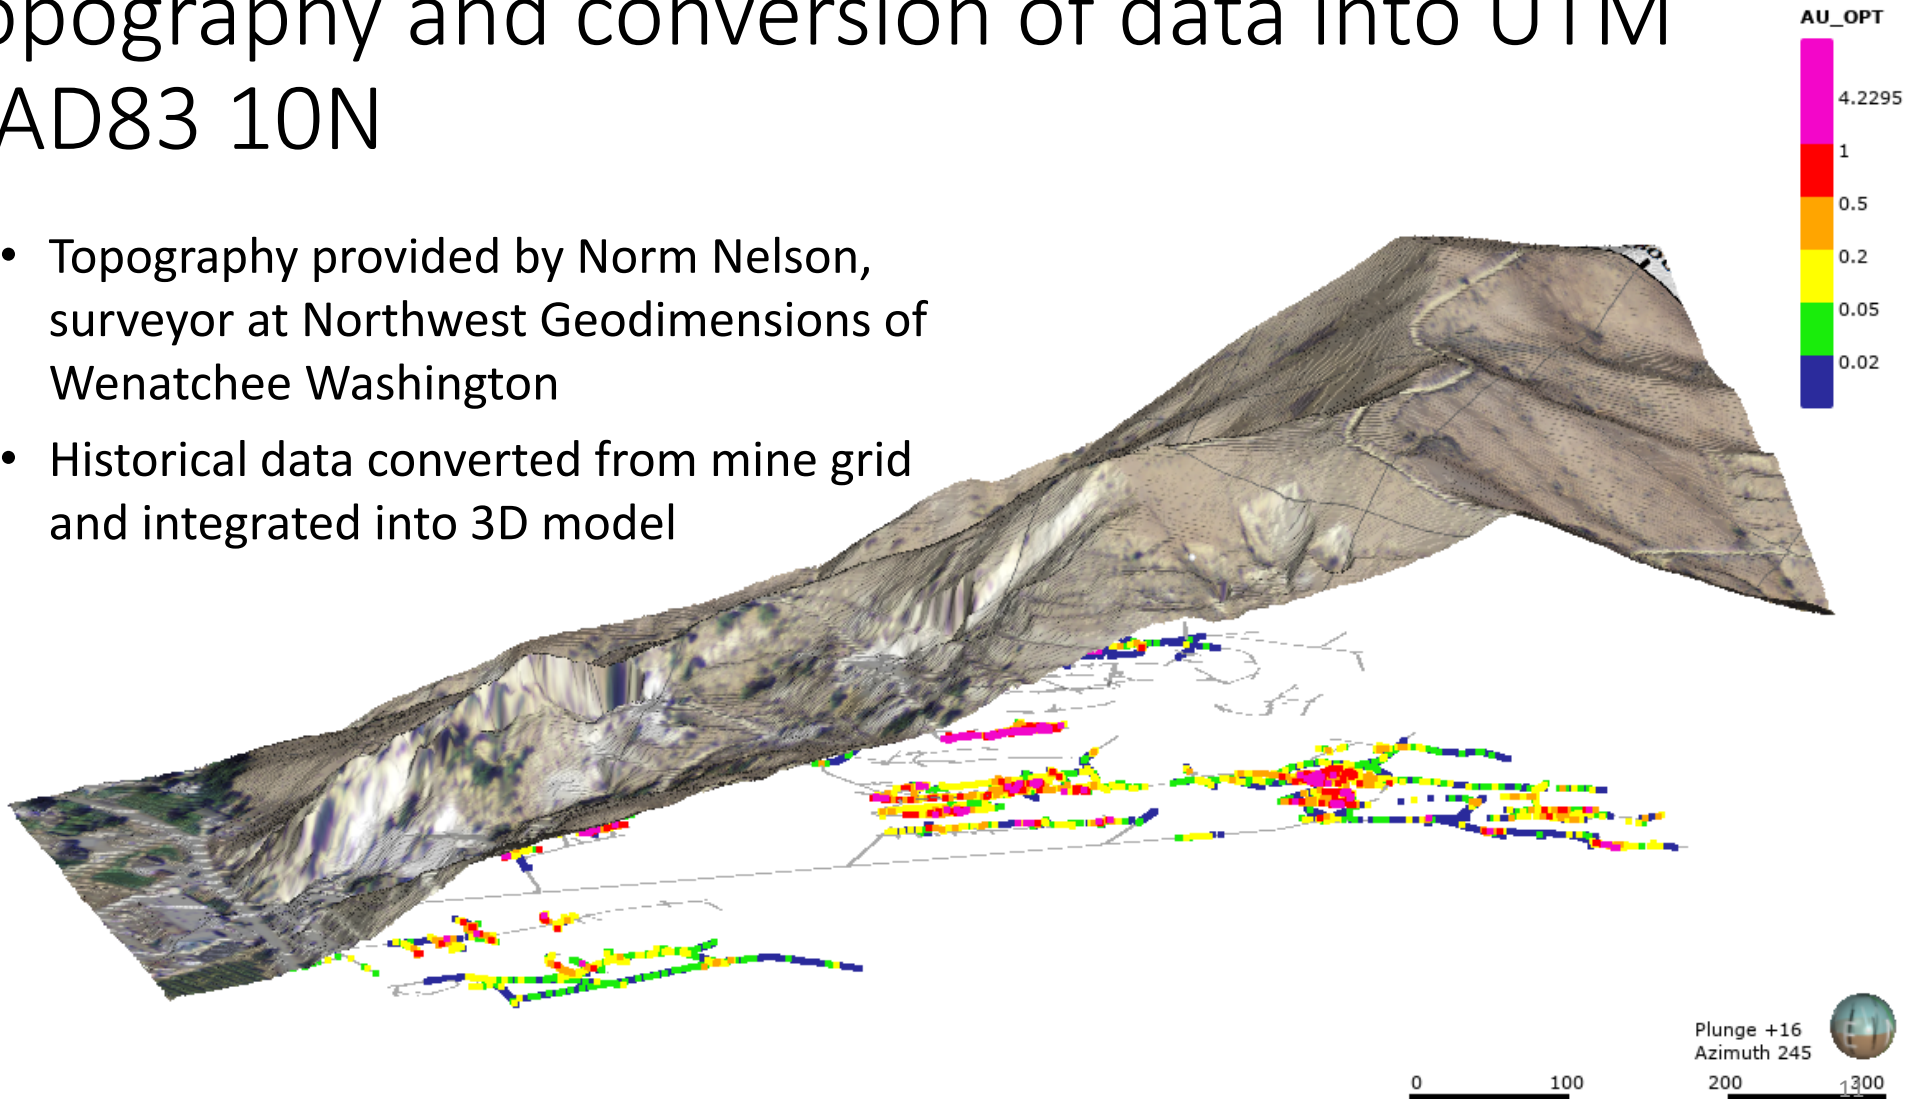 opography and conversion of data into UTM
AD83 10N
• Topography provided by Norm Nelson,
surveyor at Northwest Geodimensions of
Wenatchee Washington
• Historical data converted from mine grid
and integrated into 3D model
AU_OPT
4.2295
1
0.5
0.2
0.05
0.02
Plunge +16
Azimuth 245
0 100 200 300
11